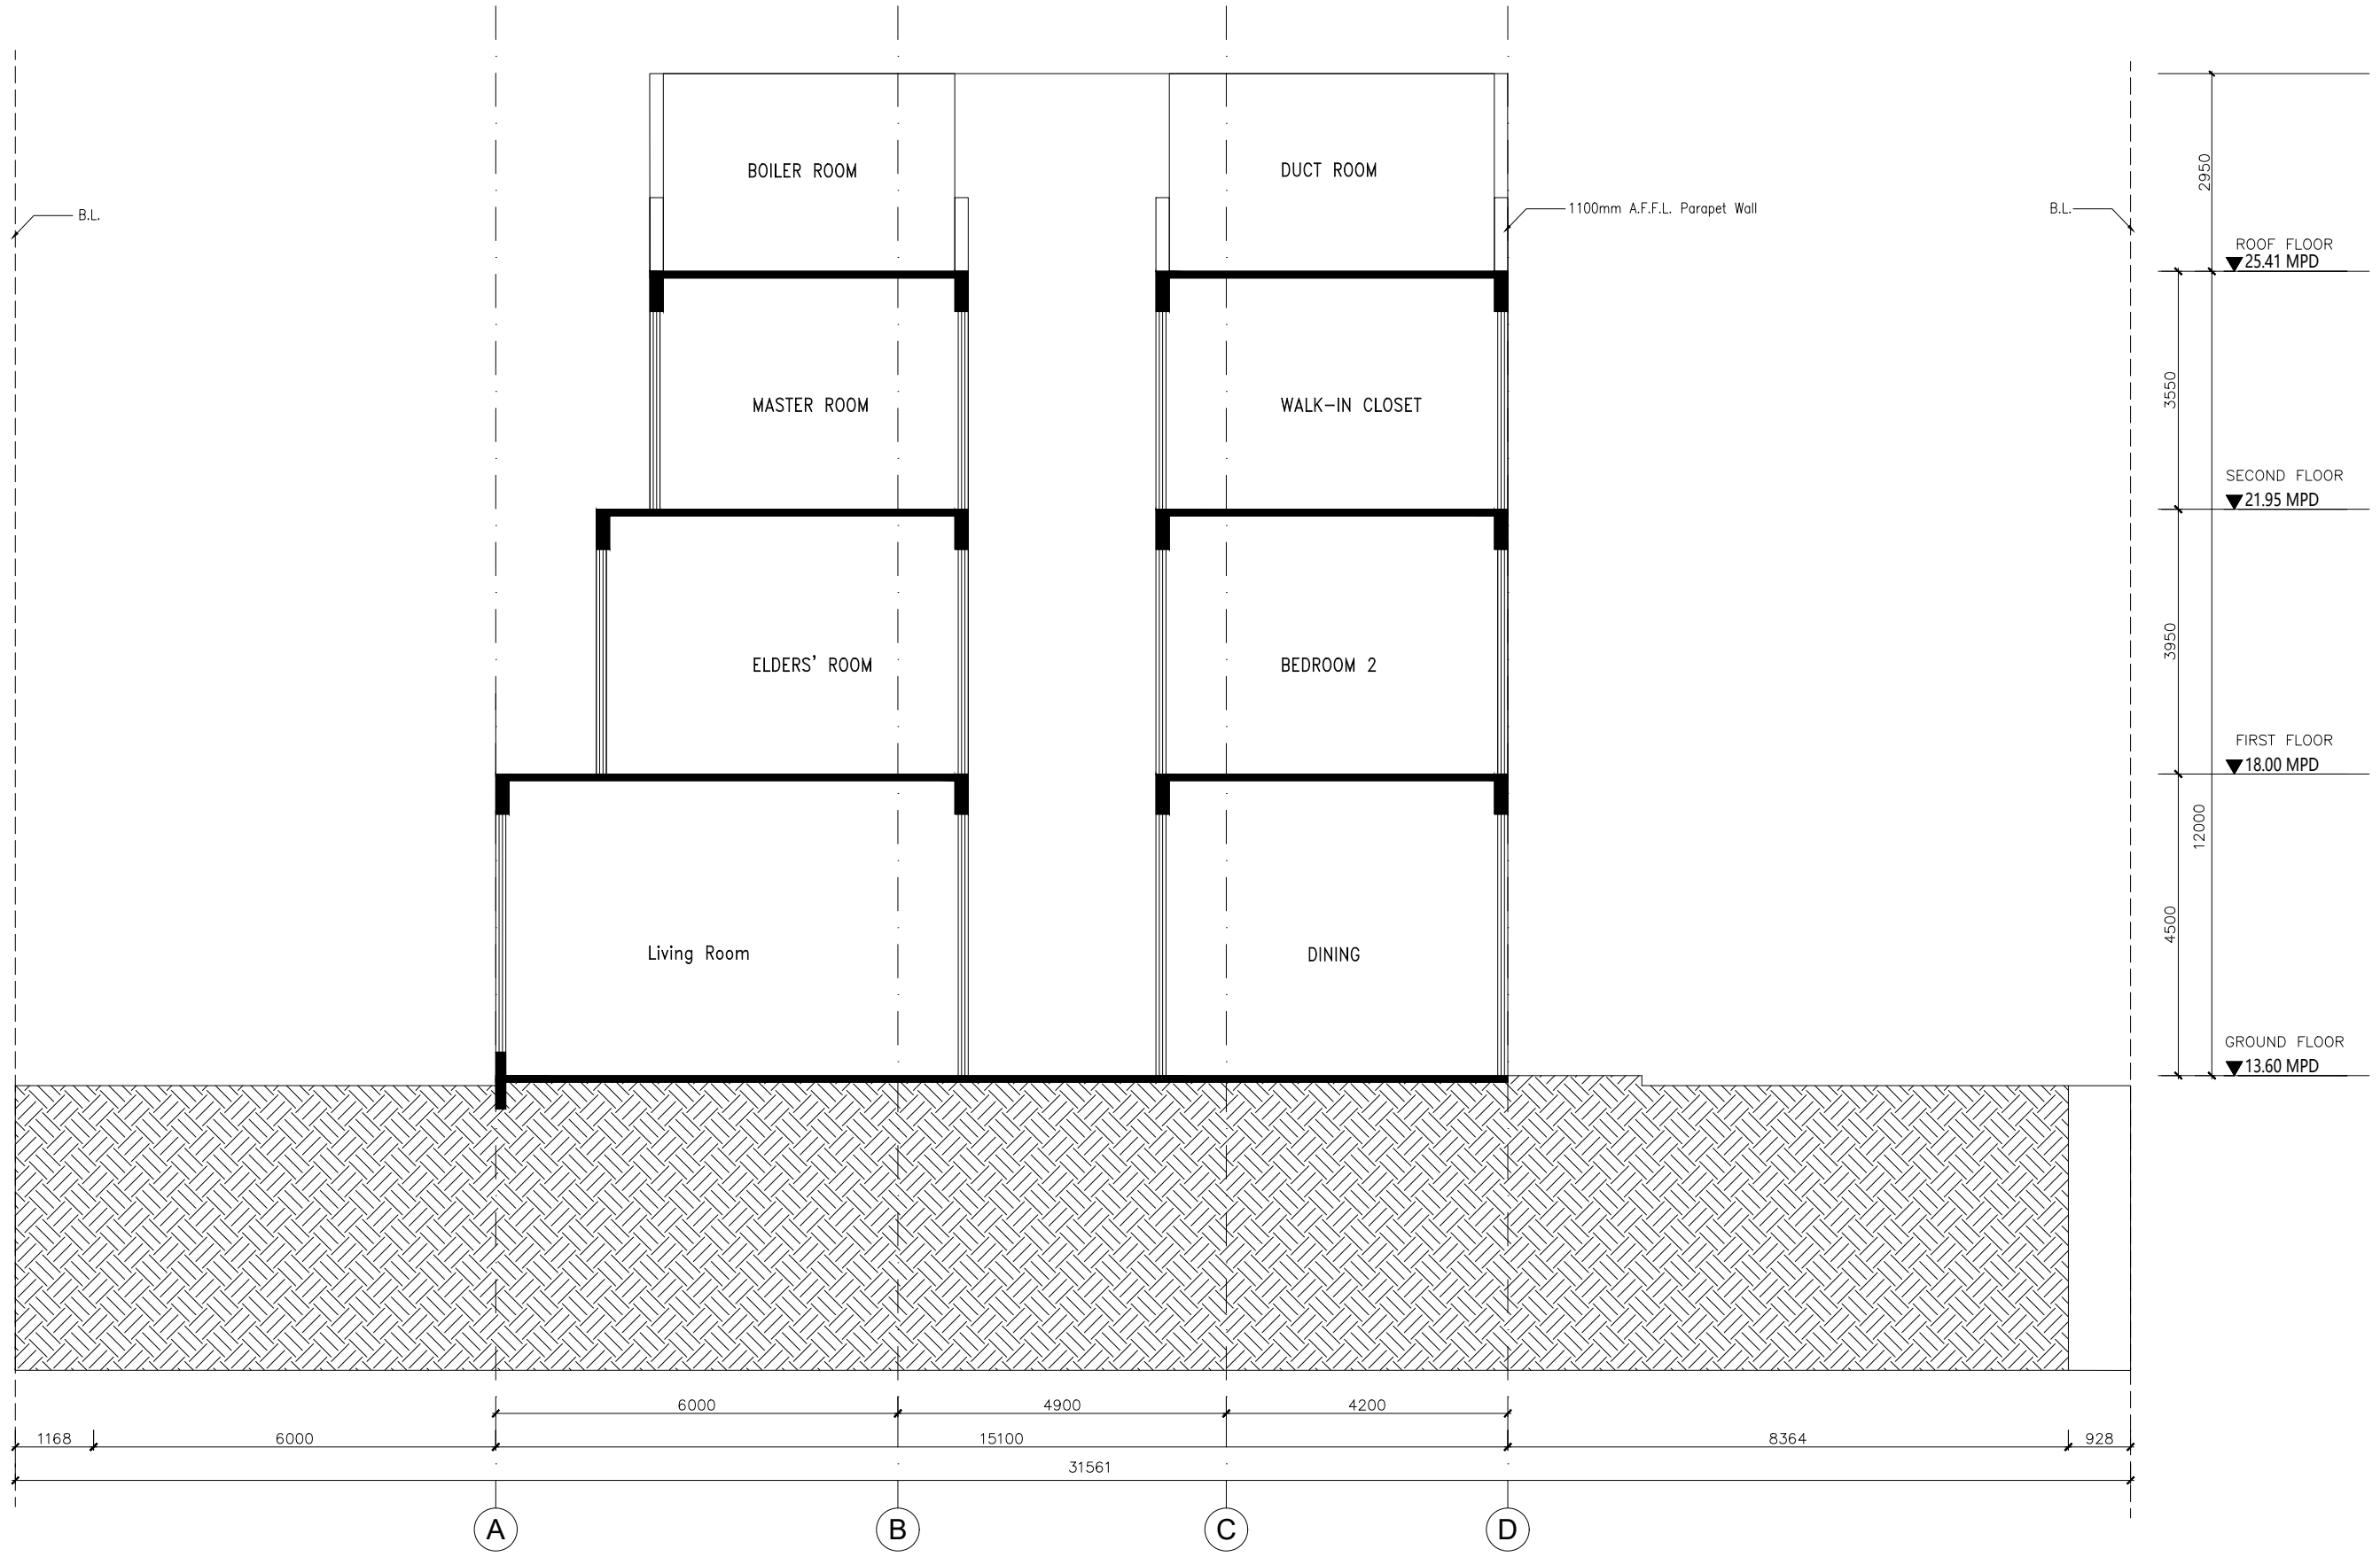 BOILER ROOM
DUCT ROOM
2950
B.L.
1100mm A.F.F.L. Parapet Wall
B.L.
ROOF FLOOR
25.41 MPD
MASTER ROOM
WALK-IN CLOSET
3550
SECOND FLOOR
21.95 MPD
ELDERS' ROOM
BEDROOM 2
3950
FIRST FLOOR
18.00 MPD
12000
Living Room
DINING
4500
GROUND FLOOR
13.60 MPD
6000
4900
4200
1168
6000
15100
8364
928
31561
A
B
C
D